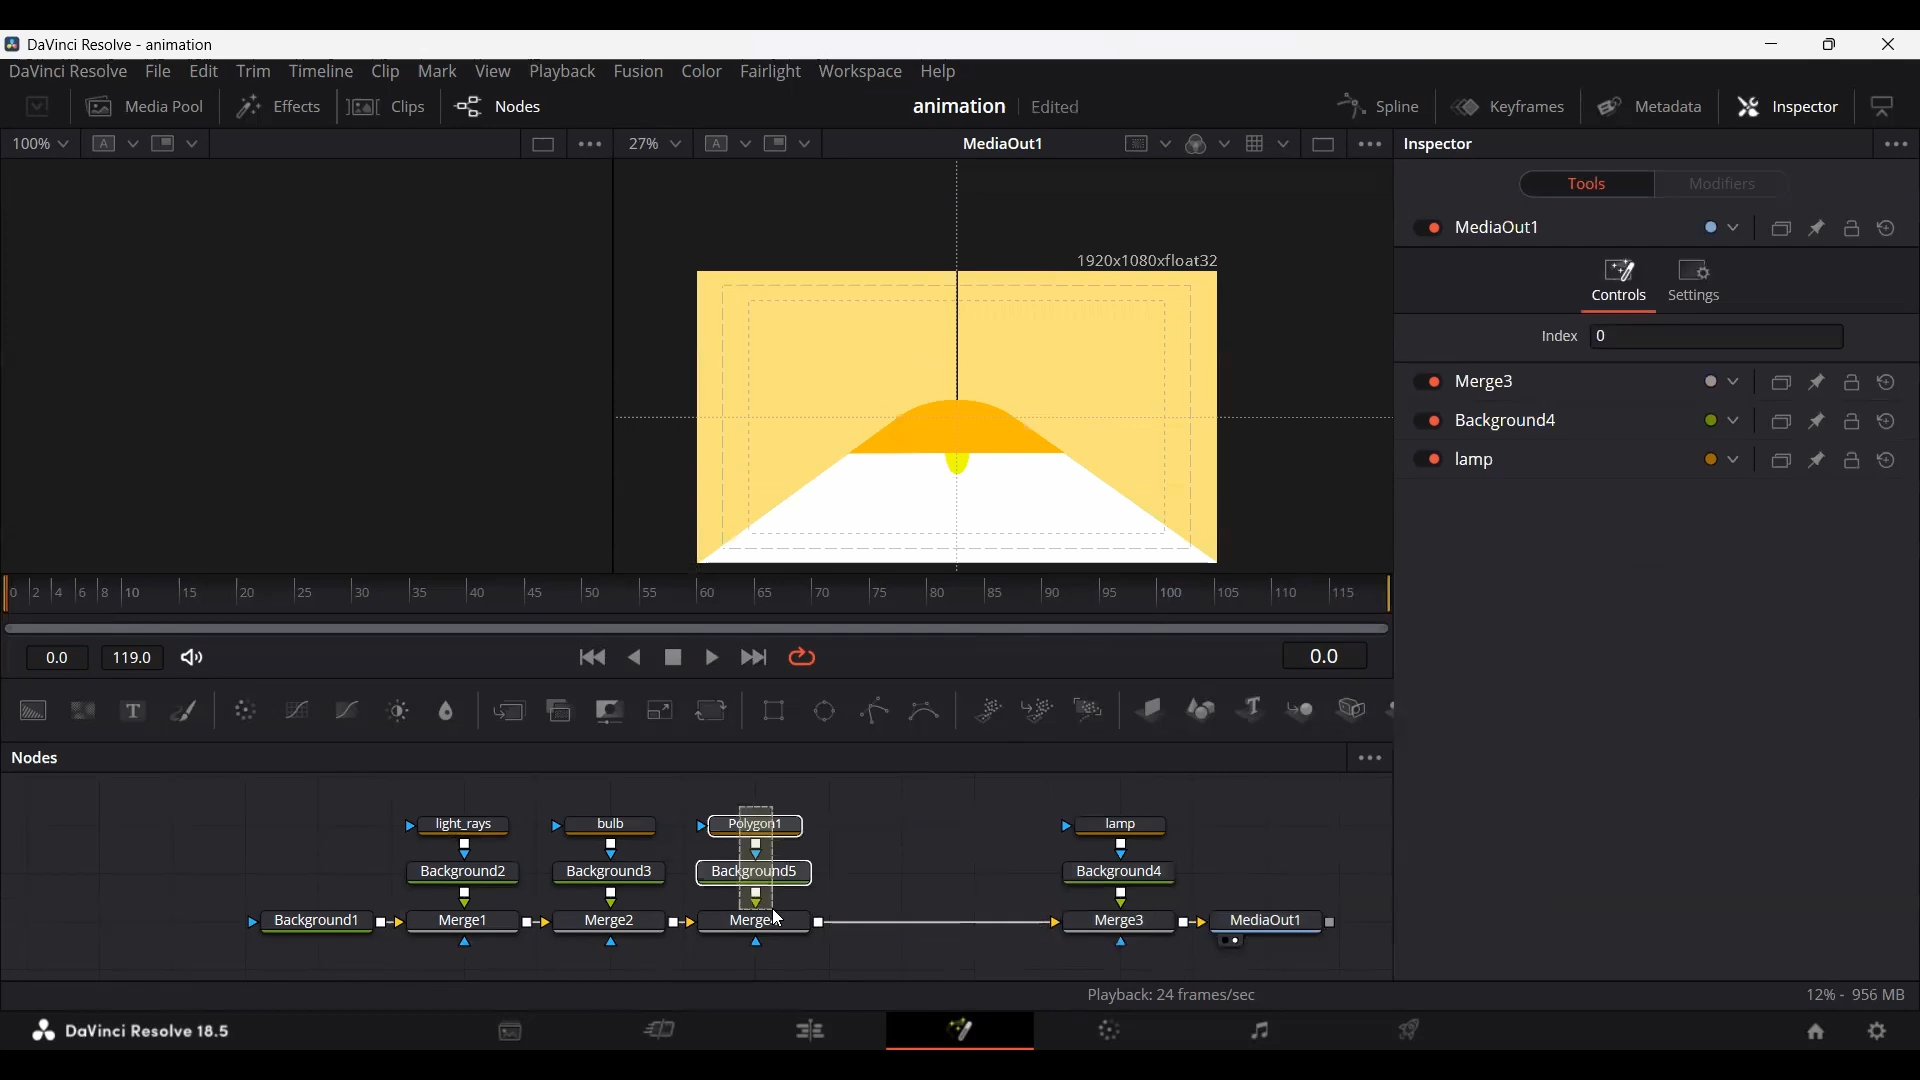 DaVinci Resolve - animation
DaVinci Resolve File Edit Trim Timeline Clip Mark View Playback Fusion Color Fairlight Workspace Help
Media Pool Effects Clips Nodes animation Edited Spline Keyframes Metadata Inspector
100% A 27% A MediaOut1 Inspector
Tools Modifiers
MediaOut1
1920x1080xfloat32
Controls Settings
Index 0
Merge3
Background4
lamp
0 2 4 6 8 10 15 20 25 30 35 40 45 50 55 60 65 70 75 80 85 90 95 100 105 110 115
0.0 119.0 0.0
T T
Nodes
light_rays bulb Polygon1 lamp
Background2 Background3 Background5 Background4
Background1 Merge1 Merge2 Merge Merge3 MediaOut1
Playback: 24 frames/sec 12% - 956 MB
DaVinci Resolve 18.5